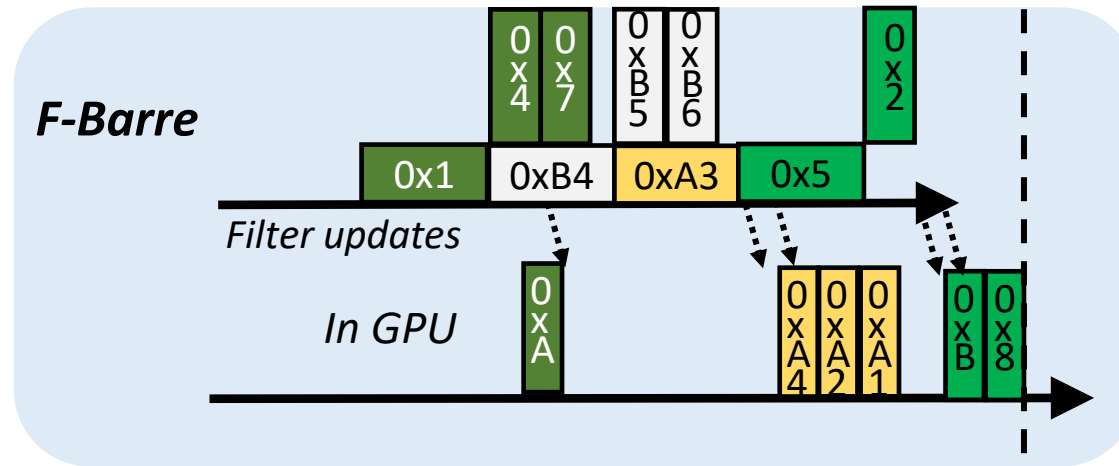 0x4
0x7
0xB5
0xB6
0x2
F-Barre
0x1
0xB4
0xA3
0x5
Filter updates
In GPU
0xA
0xA4
0xA2
0xA1
0xB
0x8